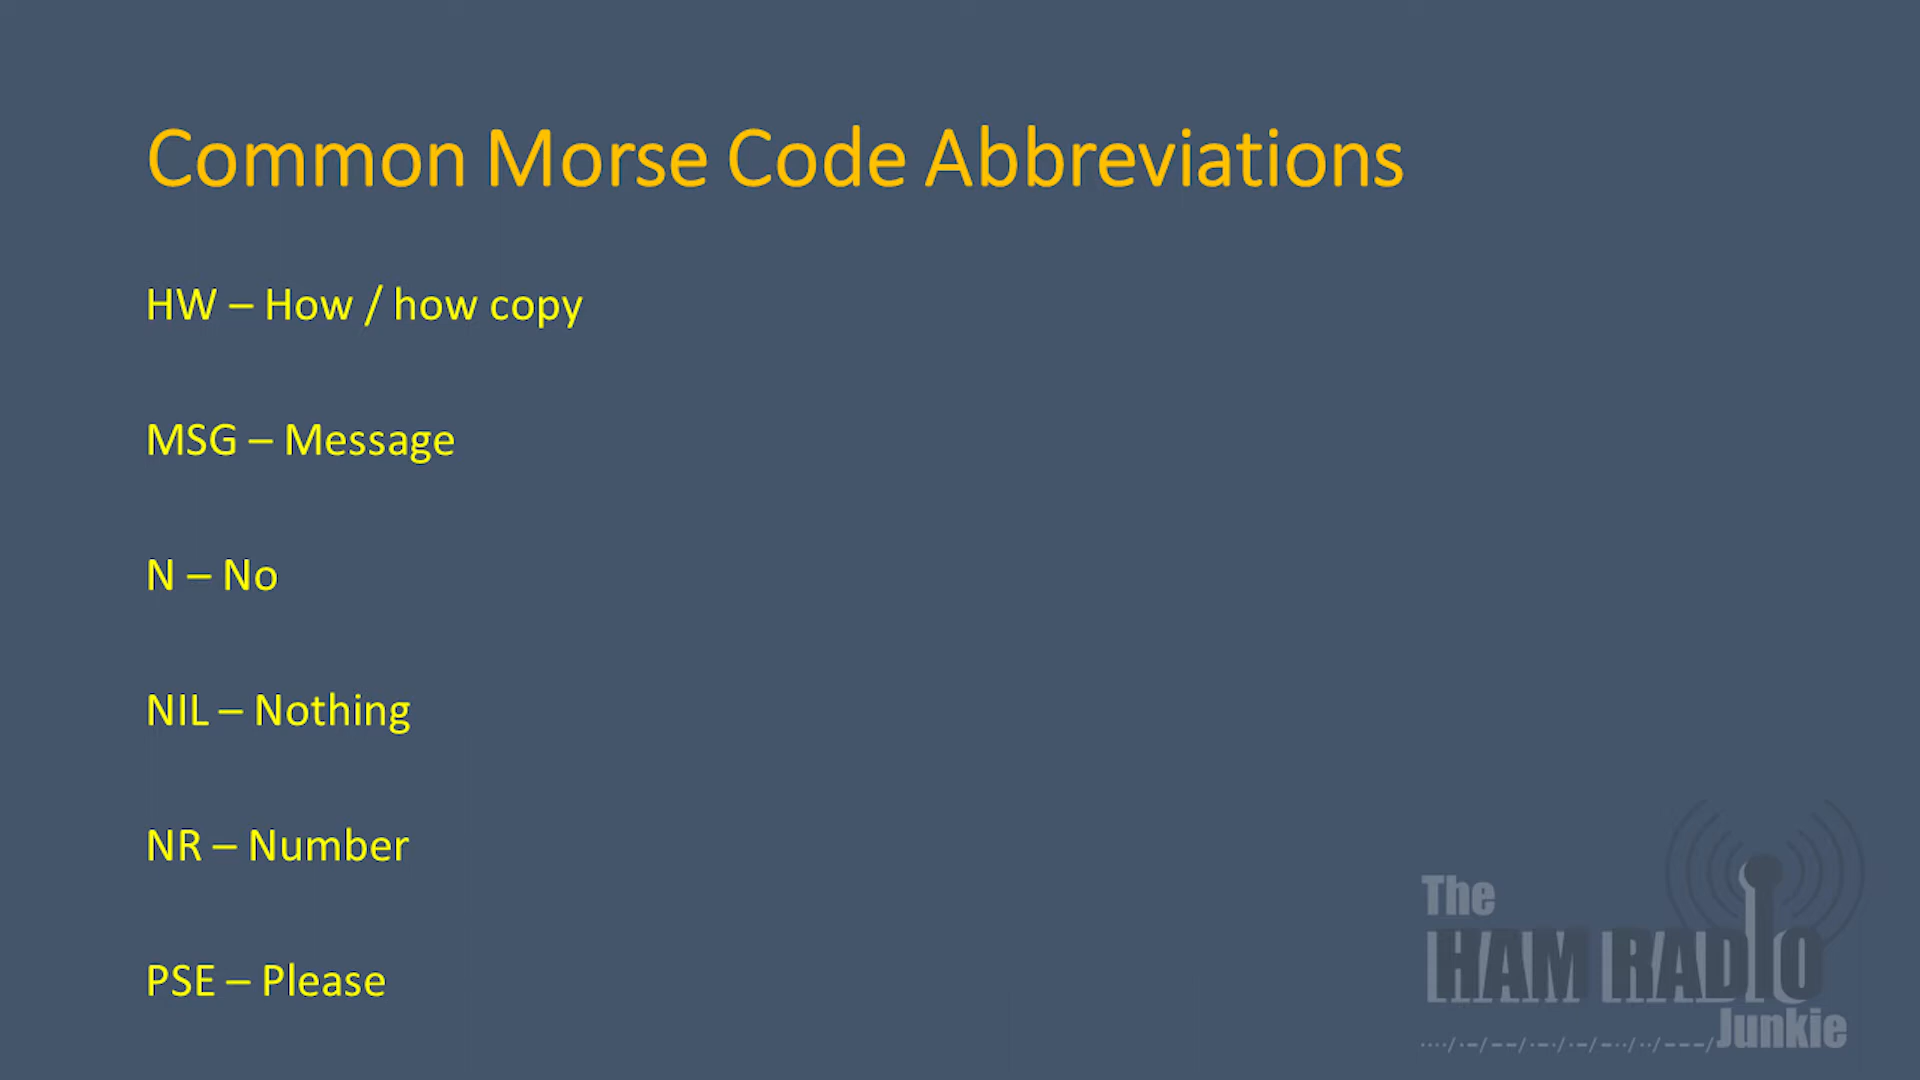 Common Morse Code Abbreviations
HW – How / how copy
MSG – Message
N – No
NIL – Nothing
NR – Number
PSE – Please
The
HAM RADIO
Junkie
····/·–/––/·–·/·–/–··/··/–––/